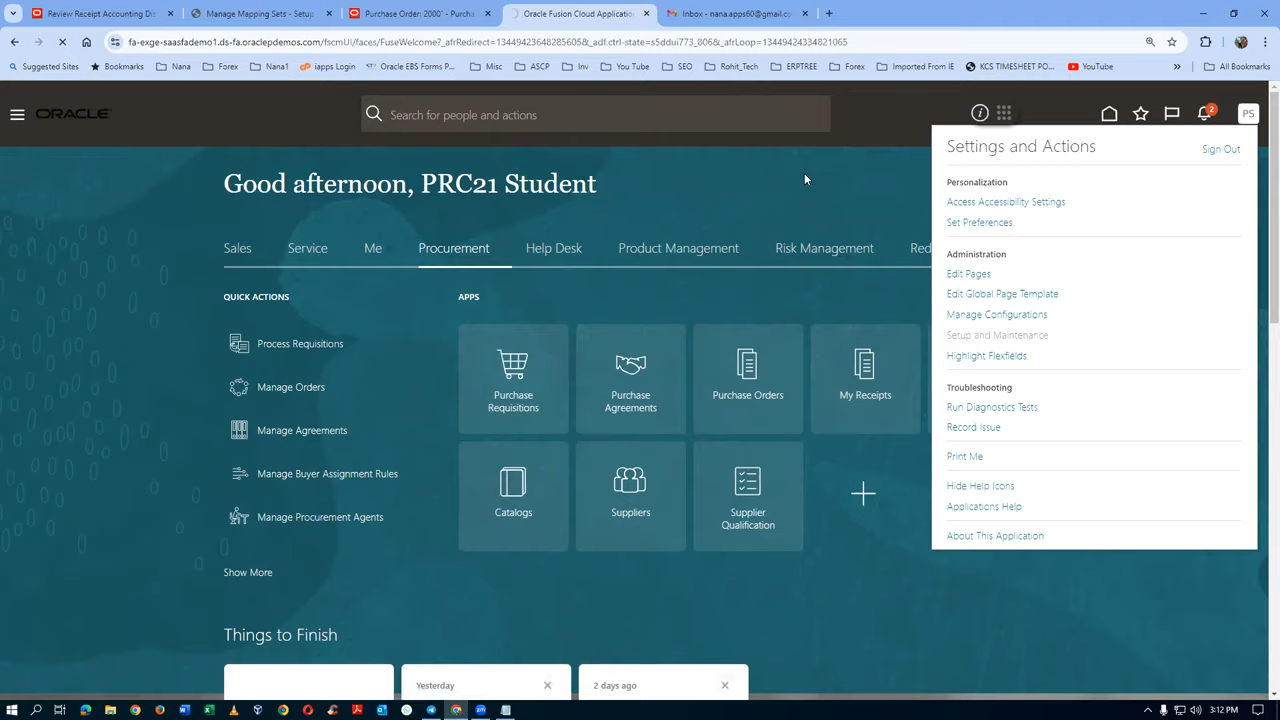 Review Receipt Accounting Dis
Manage Mapping Sets - Setup
Purchase Order: 2000" - PRCha
Oracle Fusion Cloud Applicatio
Inbox - nana.apps60@gmail.co
fa-exge-saasfademo1.ds-fa.oraclepdemos.com/fscmUI/faces/FuseWelcome?_afrRedirect=13449423648285605&_adf.ctrl-state=s5ddui773_806&_afrLoop=13449424334821065
Suggested Sites
Bookmarks
Nana
Forex
Nana1
iapps Login
Oracle EBS Forms P...
Misc
ASCP
Inv
You Tube
SEO
Rohit_Tech
ERPTREE
Forex
Imported From IE
KCS TIMESHEET PO...
YouTube
All Bookmarks
ORACLE
Search for people and actions
2
PS
Good afternoon, PRC21 Student
Sales
Service
Me
Procurement
Help Desk
Product Management
Risk Management
Red
QUICK ACTIONS
Process Requisitions
Manage Orders
Manage Agreements
Manage Buyer Assignment Rules
Manage Procurement Agents
Show More
APPS
Purchase
Requisitions
Purchase
Agreements
Purchase Orders
My Receipts
Catalogs
Suppliers
Supplier
Qualification
Settings and Actions
Sign Out
Personalization
Access Accessibility Settings
Set Preferences
Administration
Edit Pages
Edit Global Page Template
Manage Configurations
Setup and Maintenance
Highlight Flexfields
Troubleshooting
Run Diagnostics Tests
Record Issue
Print Me
Hide Help Icons
Applications Help
About This Application
Things to Finish
Yesterday
2 days ago
3:12 PM